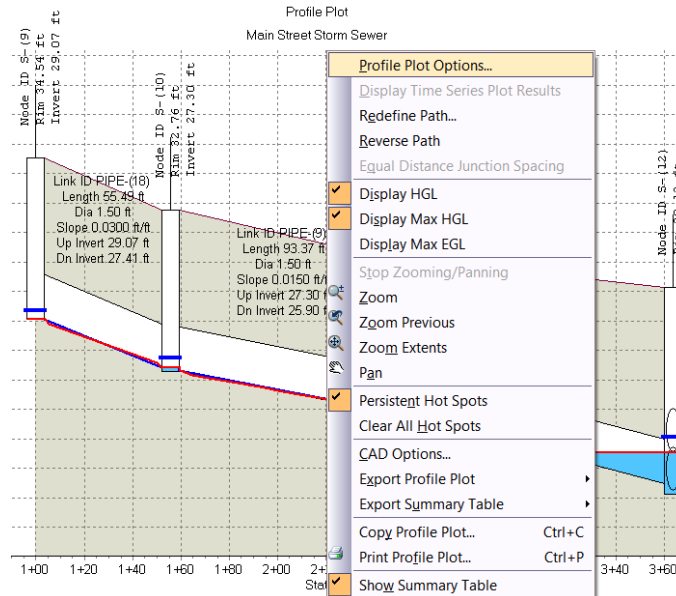 Profile Plot
Main Street Storm Sewer
Node ID S-(9)
Rim 34.54 ft
Invert 29.07 ft
Node ID S-(10)
Rim 32.76 ft
Invert 27.30 ft
Link ID PIPE-(18)
Length 55.49 ft
Dia 1.50 ft
Slope 0.0300 ft/ft
Up Invert 29.07 ft
Dn Invert 27.41 ft
Link ID PIPE-(9)
Length 93.37 ft
Dia 1.50 ft
Slope 0.0150 ft/f
Up Invert 27.30 ft
Dn Invert 25.90 f
Profile Plot Options...
Display Time Series Plot Results
Redefine Path...
Reverse Path
Equal Distance Junction Spacing
Display HGL
Display Max HGL
Display Max EGL
Stop Zooming/Panning
Zoom
Zoom Previous
Zoom Extents
Pan
Persistent Hot Spots
Clear All Hot Spots
CAD Options...
Export Profile Plot
Export Summary Table
Copy Profile Plot... Ctrl+C
Print Profile Plot... Ctrl+P
Show Summary Table
Node ID S-(12)
1+00 1+20 1+40 1+60 1+80 2+00 2+2 3+40 3+60
Stat